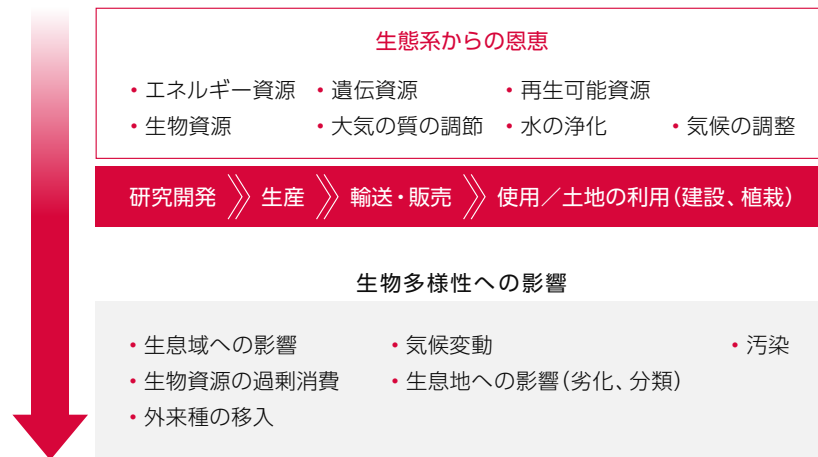 生態系からの恩恵
・エネルギー資源 ・遺伝資源 ・再生可能資源
・生物資源 ・大気の質の調節 ・水の浄化 ・気候の調整
研究開発 生産 輸送・販売 使用／土地の利用(建設、植栽)
生物多様性への影響
・生息域への影響 ・気候変動 ・汚染
・生物資源の過剰消費 ・生息地への影響(劣化、分類)
・外来種の移入